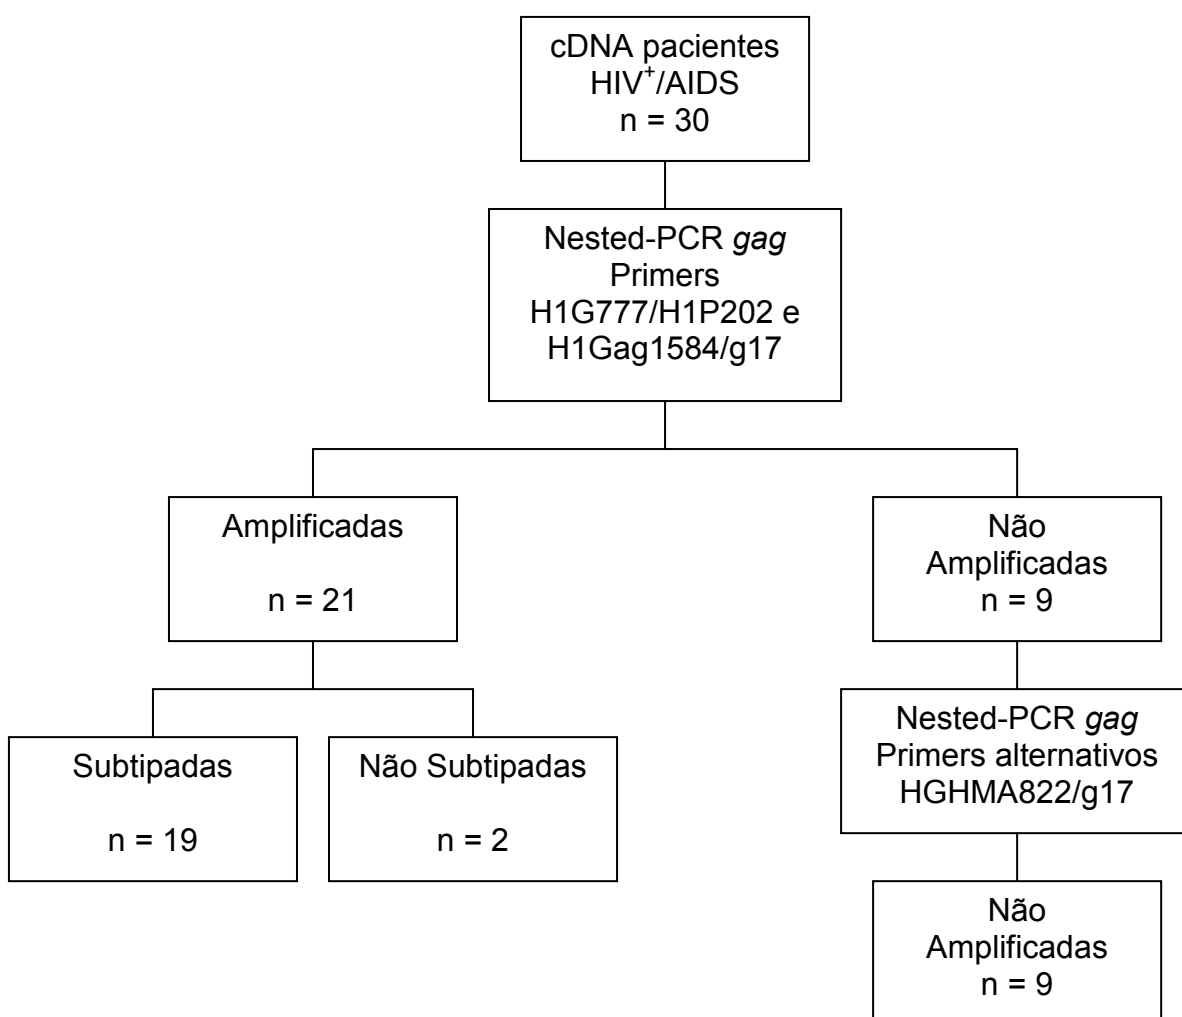 cDNA pacientes
HIV⁺/AIDS
n = 30
Nested-PCR gag
Primers
H1G777/H1P202 e
H1Gag1584/g17
Amplificadas
n = 21
Não
Amplificadas
n = 9
Subtipadas
n = 19
Não Subtipadas
n = 2
Nested-PCR gag
Primers alternativos
HGHMA822/g17
Não
Amplificadas
n = 9